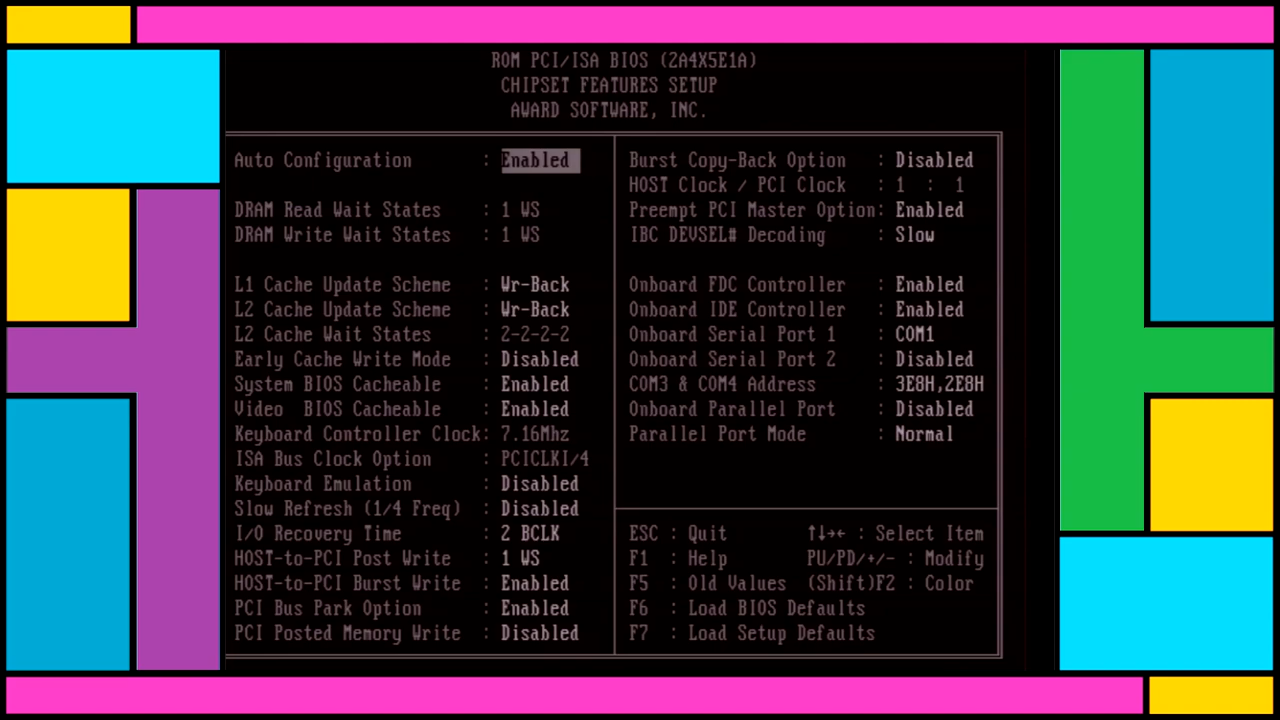 ROM PCI/ISA BIOS (2A4X5E1A)
CHIPSET FEATURES SETUP
AWARD SOFTWARE, INC.
Auto Configuration : Enabled
DRAM Read Wait States : 1 WS
DRAM Write Wait States : 1 WS
L1 Cache Update Scheme : Wr-Back
L2 Cache Update Scheme : Wr-Back
L2 Cache Wait States : 2-2-2-2
Early Cache Write Mode : Disabled
System BIOS Cacheable : Enabled
Video BIOS Cacheable : Enabled
Keyboard Controller Clock: 7.16Mhz
ISA Bus Clock Option : PCICLKI/4
Keyboard Emulation : Disabled
Slow Refresh (1/4 Freq) : Disabled
I/O Recovery Time : 2 BCLK
HOST-to-PCI Post Write : 1 WS
HOST-to-PCI Burst Write : Enabled
PCI Bus Park Option : Enabled
PCI Posted Memory Write : Disabled
Burst Copy-Back Option : Disabled
HOST Clock / PCI Clock : 1 : 1
Preempt PCI Master Option: Enabled
IBC DEVSEL# Decoding : Slow
Onboard FDC Controller : Enabled
Onboard IDE Controller : Enabled
Onboard Serial Port 1 : COM1
Onboard Serial Port 2 : Disabled
COM3 & COM4 Address : 3E8H,2E8H
Onboard Parallel Port : Disabled
Parallel Port Mode : Normal
ESC : Quit ↑↓→← : Select Item
F1 : Help PU/PD/+/- : Modify
F5 : Old Values (Shift)F2 : Color
F6 : Load BIOS Defaults
F7 : Load Setup Defaults